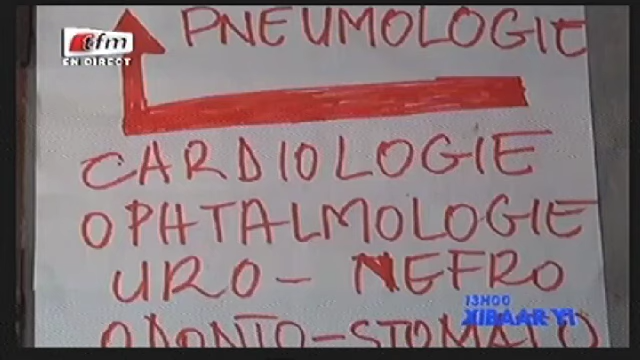 tfm
EN DIRECT
PNEUMOLOGIE
CARDIOLOGIE
OPHTALMOLOGIE
URO - NEFRO
ODONTO - STOMATO
13H00
XIBAAR YI